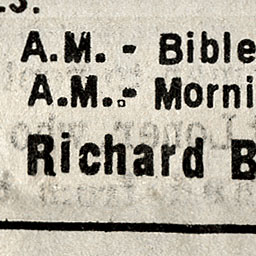 A.M. - Bible
A.M. - Morni
Richard B